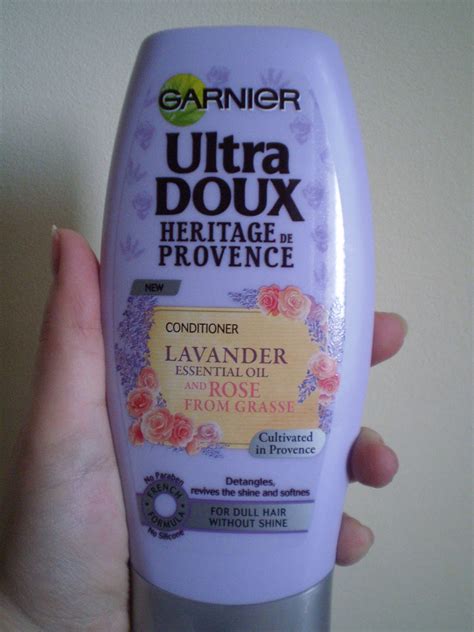 GARNIER
Ultra
DOUX
HERITAGE DE
PROVENCE
NEW
CONDITIONER
LAVANDER
ESSENTIAL OIL
AND ROSE
FROM GRASSE
Cultivated
in Provence
Detangles,
revives the shine and softnes
No Paraben
FRENCH
FORMULA
No Silicone
FOR DULL HAIR
WITHOUT SHINE